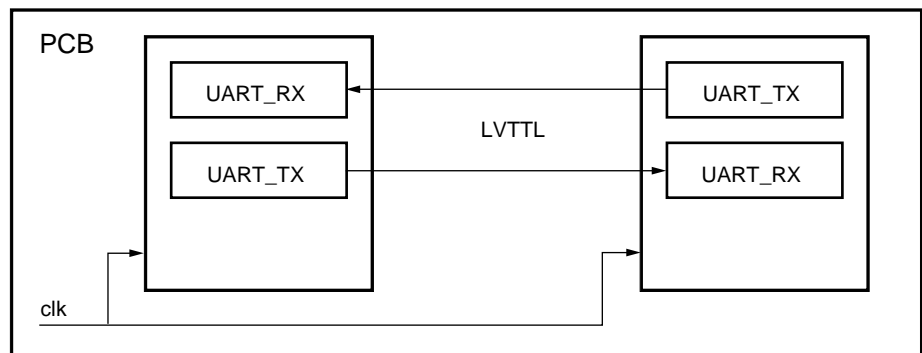 PCB
UART_RX
UART_TX
LVTTL
UART_TX
UART_RX
clk